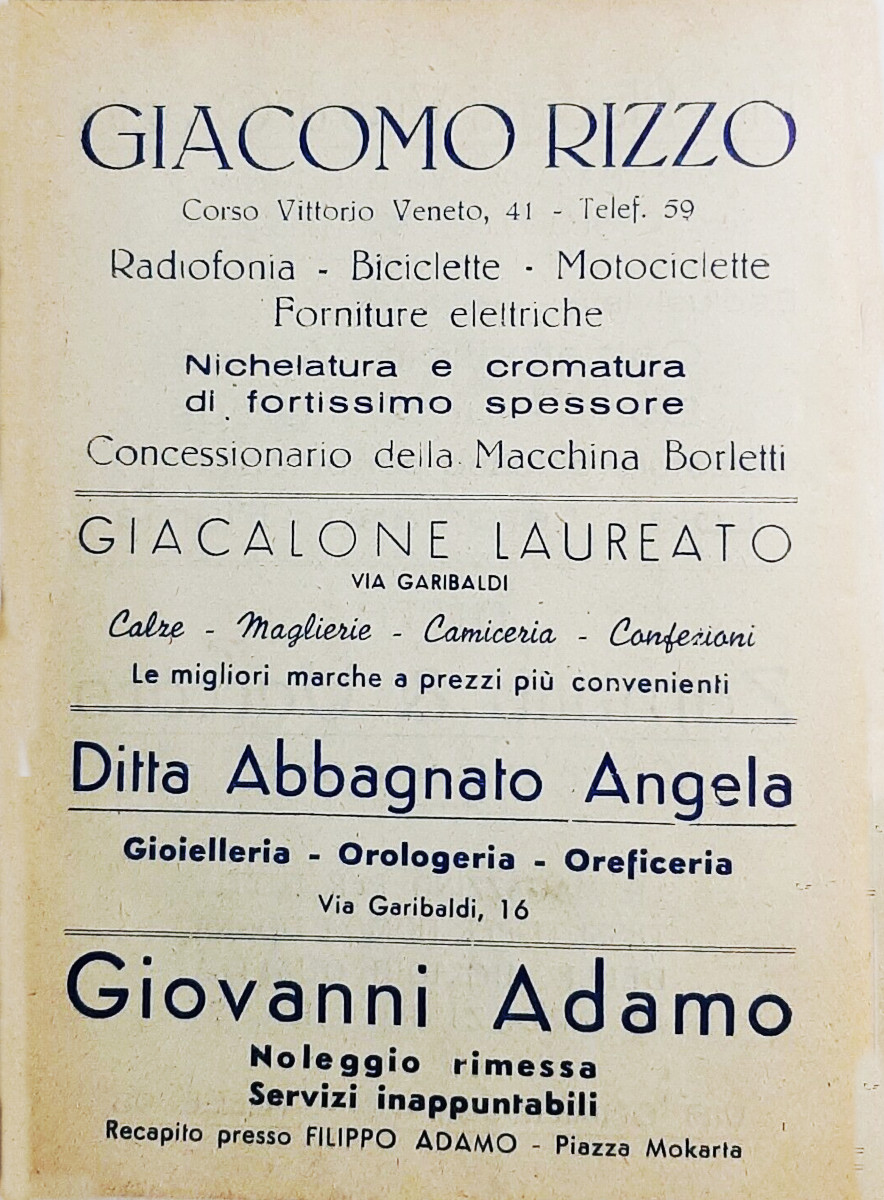 GIACOMO RIZZO
Corso Vittorio Veneto, 41 - Telef. 59
Radiofonia - Biciclette - Motociclette
Forniture elettriche
Nichelatura e cromatura
di fortissimo spessore
Concessionario della Macchina Borletti
GIACALONE LAUREATO
VIA GARIBALDI
Calze - Maglierie - Camiceria - Confezioni
Le migliori marche a prezzi più convenienti
Ditta Abbagnato Angela
Gioielleria - Orologeria - Oreficeria
Via Garibaldi, 16
Giovanni Adamo
Noleggio rimessa
Servizi inappuntabili
Recapito presso FILIPPO ADAMO - Piazza Mokarta